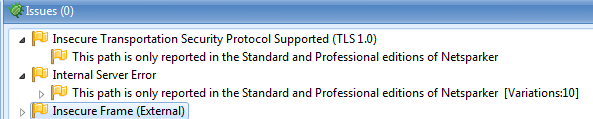 Issues (0)
Insecure Transportation Security Protocol Supported (TLS 1.0)
This path is only reported in the Standard and Professional editions of Netsparker
Internal Server Error
This path is only reported in the Standard and Professional editions of Netsparker [Variations:10]
Insecure Frame (External)